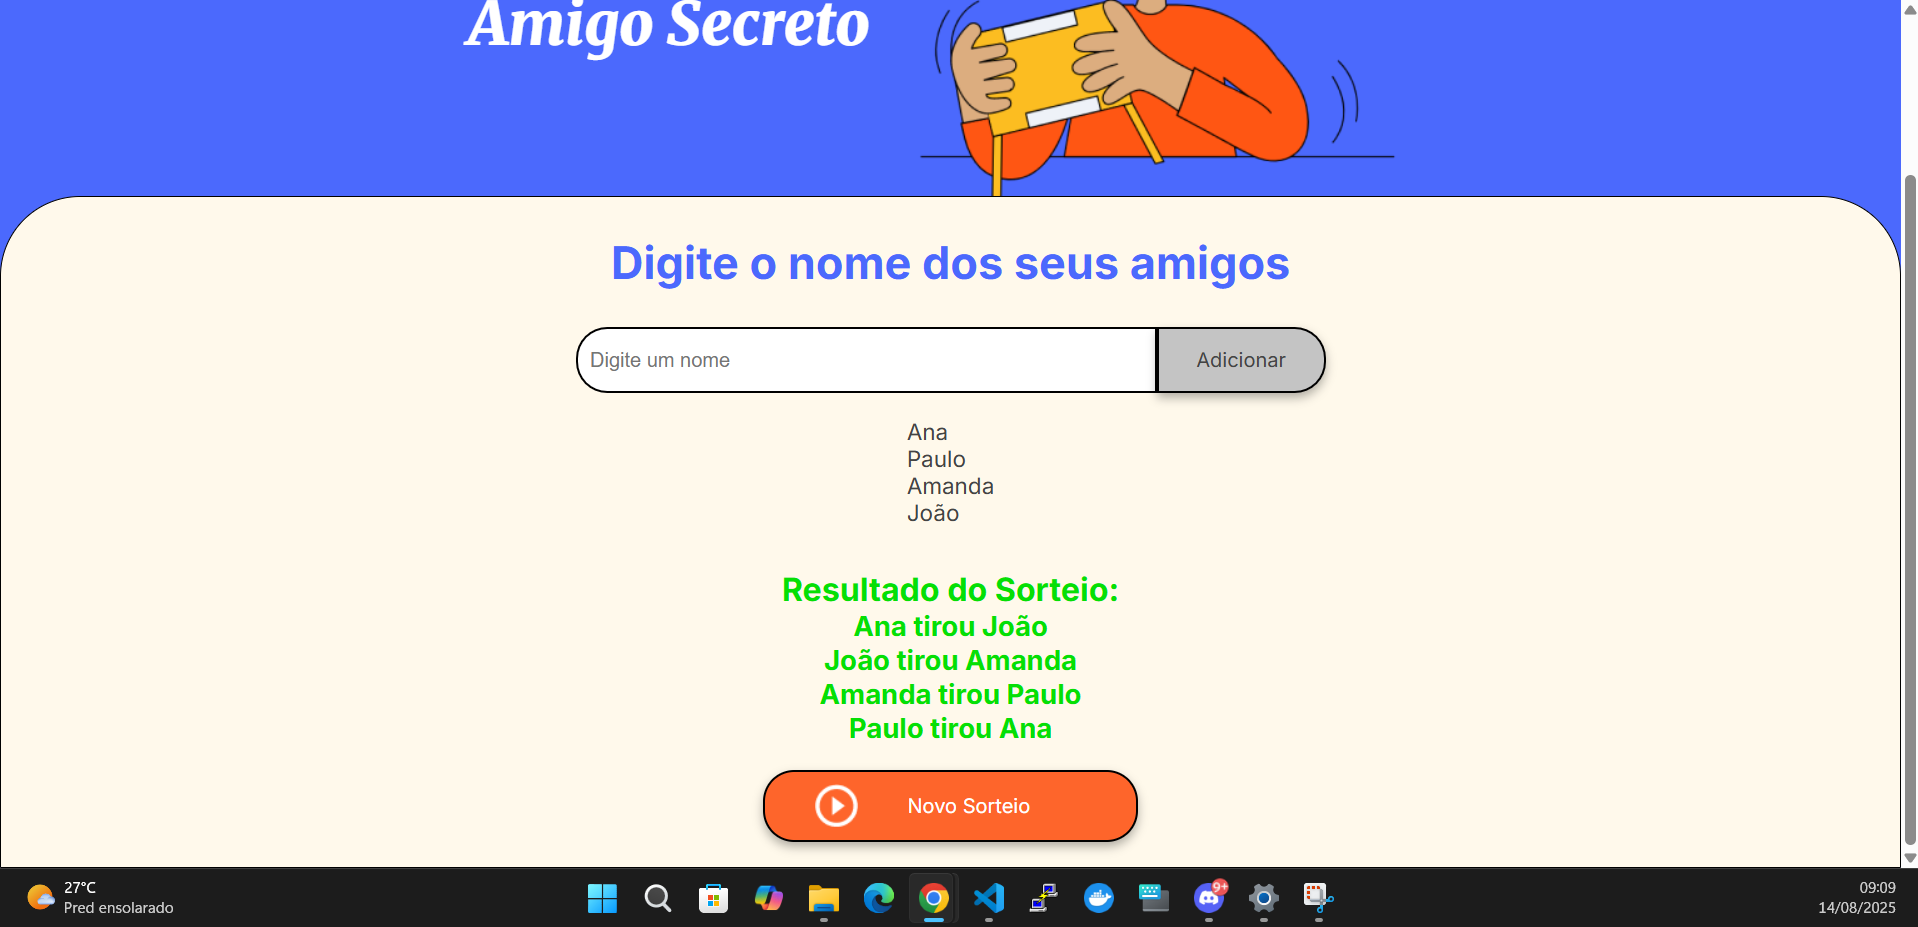 Amigo Secreto
Digite o nome dos seus amigos
Digite um nome
Adicionar
Ana
Paulo
Amanda
João
Resultado do Sorteio:
Ana tirou João
João tirou Amanda
Amanda tirou Paulo
Paulo tirou Ana
Novo Sorteio
27°C
Pred ensolarado
9+
09:09
14/08/2025